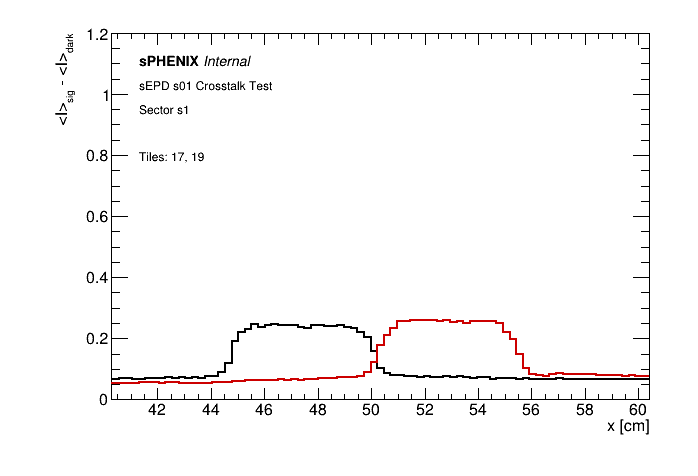 <I>sig - <I>dark
1.2
1
0.8
0.6
0.4
0.2
0
sPHENIX Internal
sEPD s01 Crosstalk Test
Sector s1
Tiles: 17, 19
42 44 46 48 50 52 54 56 58 60
x [cm]